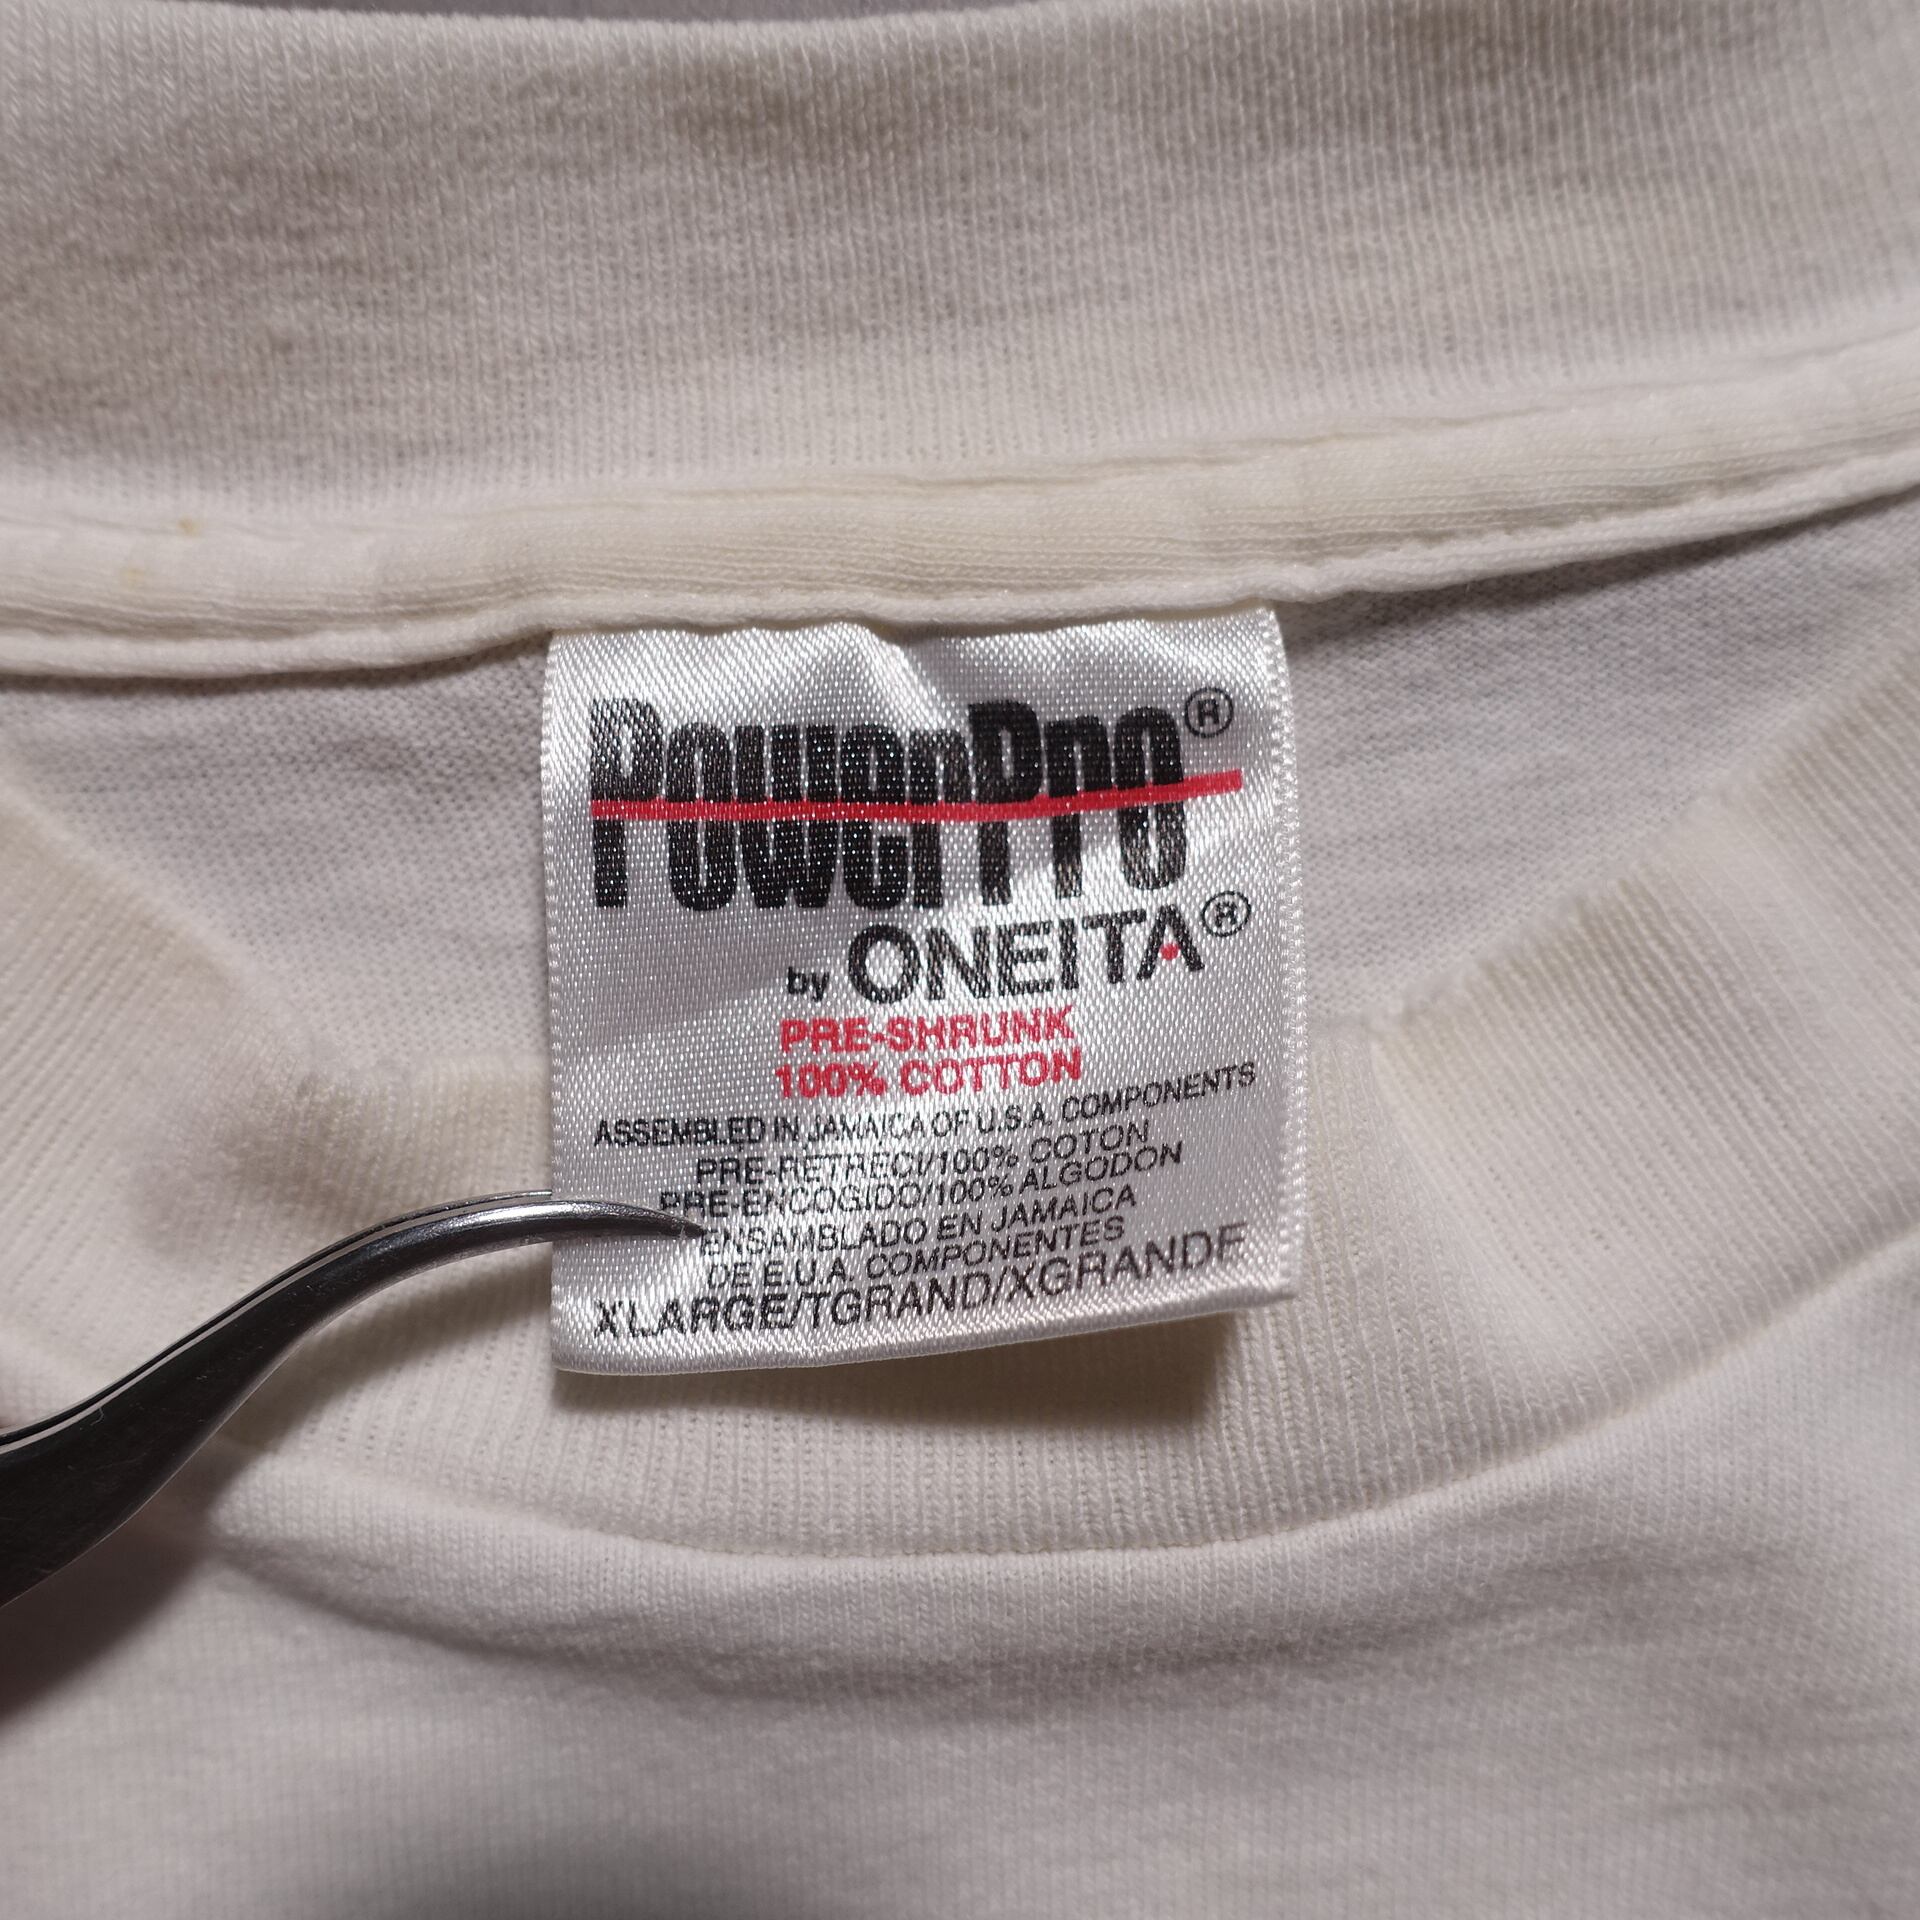 PowerPro®
by ONEITA®
PRE-SHRUNK
100% COTTON
ASSEMBLED IN JAMAICA OF U.S.A. COMPONENTS
PRE-RETRECI/100% COTON
PRE-ENCOGIDO/100% ALGODON
ENSAMBLADO EN JAMAICA
DE E.U.A. COMPONENTES
X'LARGE/TGRAND/XGRANDE